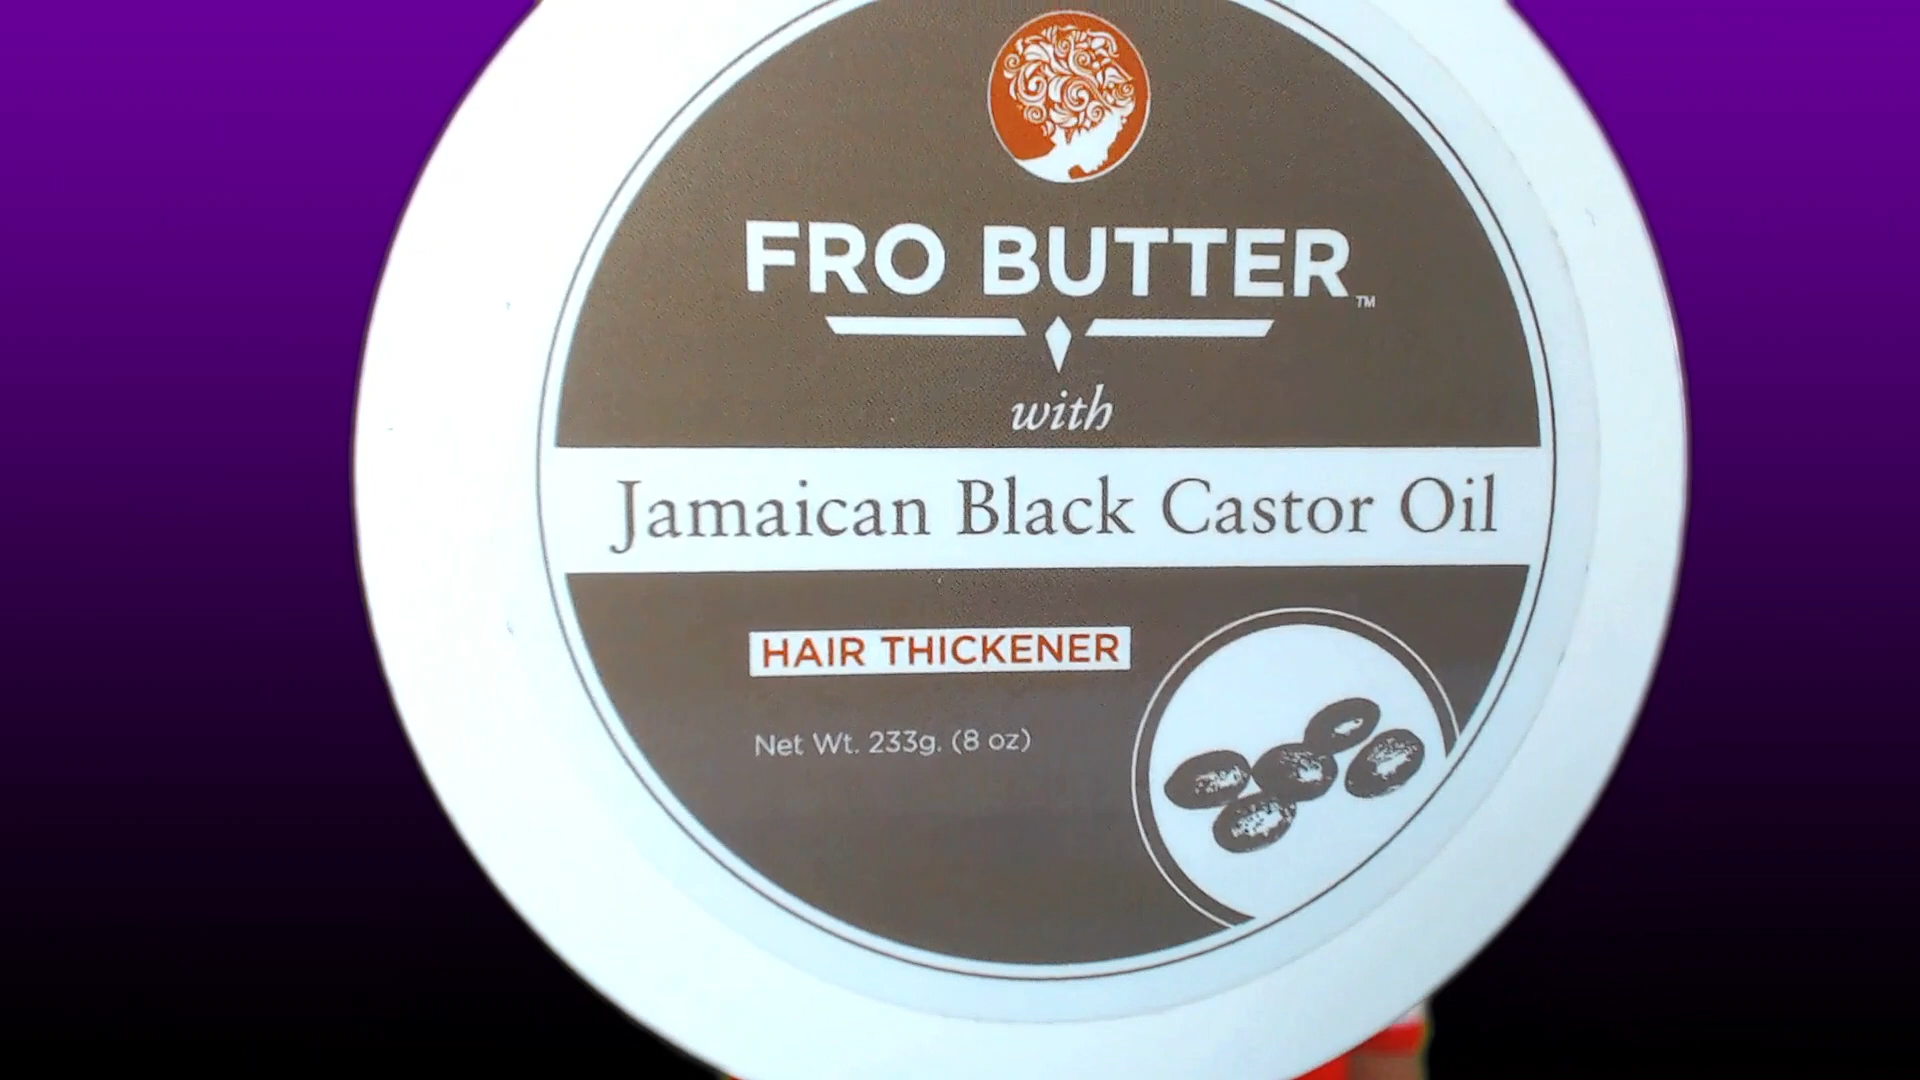 FRO BUTTER™
with
Jamaican Black Castor Oil
HAIR THICKENER
Net Wt. 233g. (8 oz)